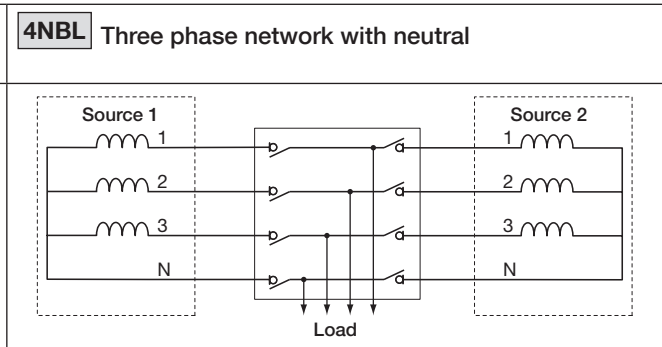 4NBL Three phase network with neutral
Source 1 Source 2
1 1
2 2
3 3
N N
Load